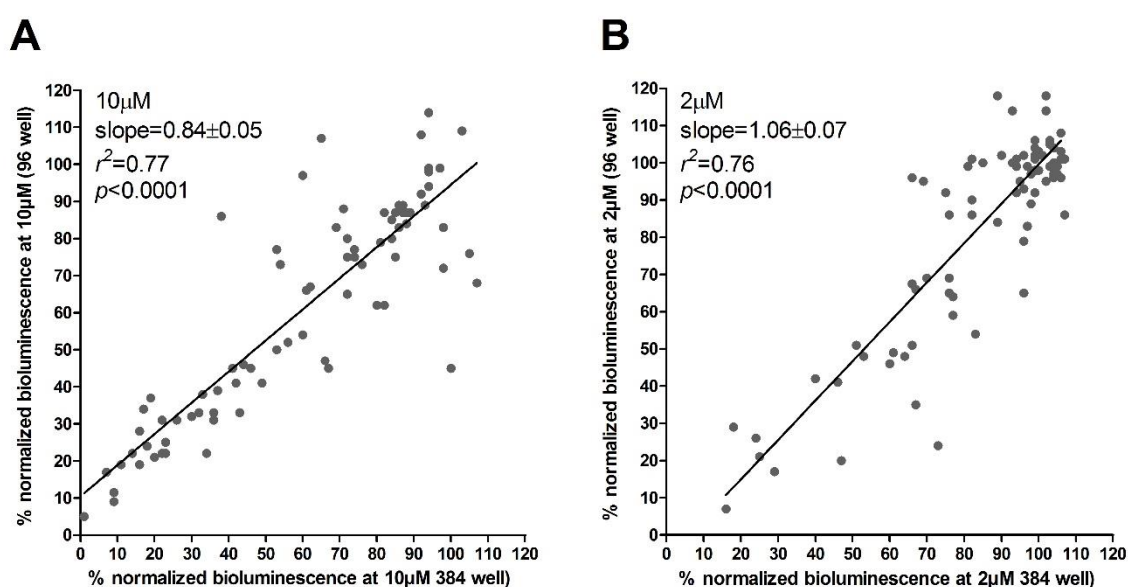 A
10μM
slope=0.84±0.05
r²=0.77
p<0.0001
% normalized bioluminescence at 10μM (96 well)
120
110
100
90
80
70
60
50
40
30
20
10
0
0 10 20 30 40 50 60 70 80 90 100 110 120
% normalized bioluminescence at 10μM 384 well)
B
2μM
slope=1.06±0.07
r²=0.76
p<0.0001
% normalized bioluminescence at 2μM (96 well)
120
110
100
90
80
70
60
50
40
30
20
10
0
0 10 20 30 40 50 60 70 80 90 100 110 120
% normalized bioluminescence at 2μM 384 well)